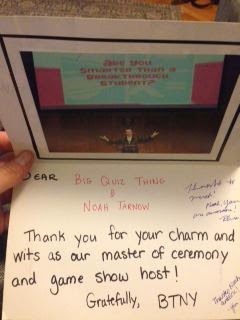 Are you
Smarter Than a
Breakthrough
Student?
Dear Big Quiz Thing
&
Noah Tarnow
Thank you for your charm and
wits as our master of ceremony
and game show host!
Gratefully, BTNY